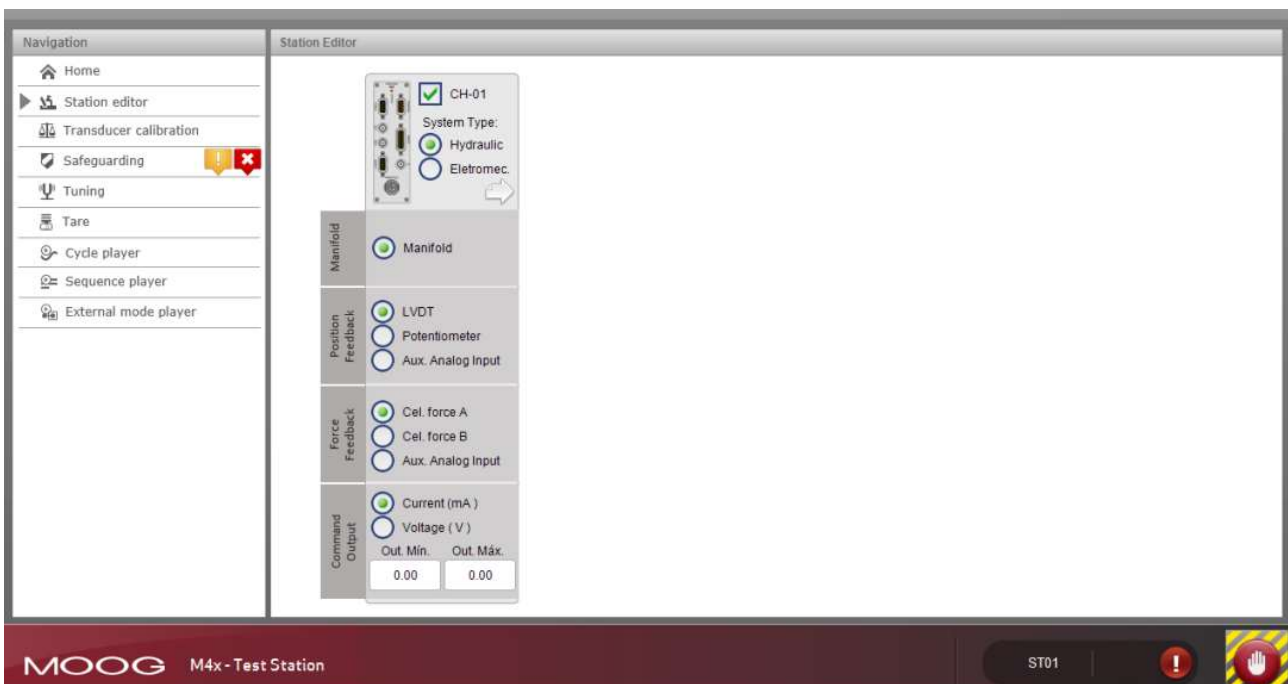 Navigation
Home
Station editor
Transducer calibration
Safeguarding
Tuning
Tare
Cycle player
Sequence player
External mode player
Station Editor
CH-01
System Type:
Hydraulic
Eletromec.
Manifold
Manifold
Position
Feedback
LVDT
Potentiometer
Aux. Analog Input
Force
Feedback
Cel. force A
Cel. force B
Aux. Analog Input
Command
Output
Current (mA )
Voltage ( V )
Out. Mín. Out. Máx.
0.00 0.00
MOOG M4x - Test Station
ST01